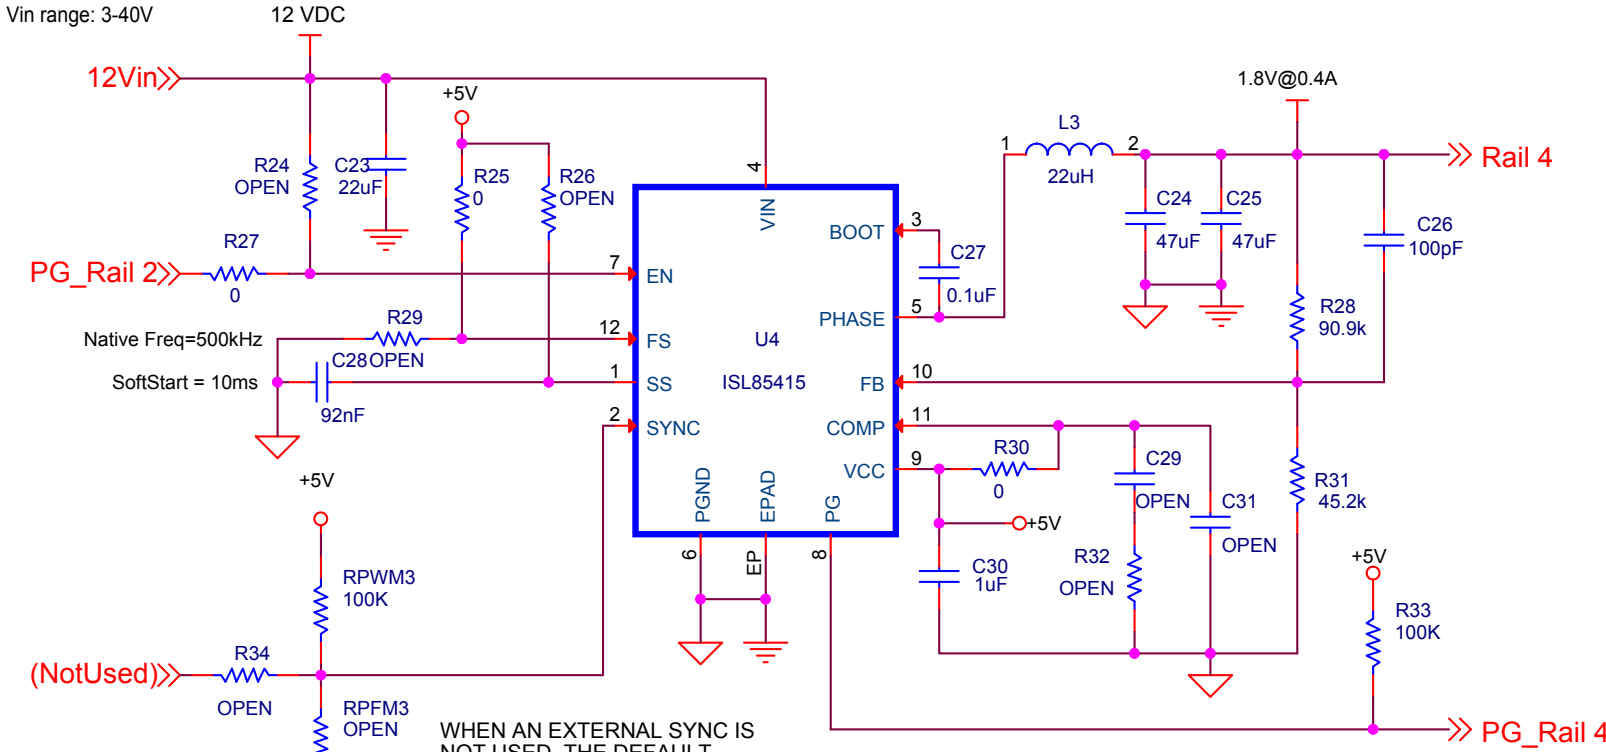 Vin range: 3-40V
12 VDC
12Vin
+5V
1.8V@0.4A
L3
1
2
22uH
Rail 4
R24
OPEN
C23
22uF
R25
0
R26
OPEN
4
VIN
BOOT
3
C27
0.1uF
C24
47uF
C25
47uF
C26
100pF
R27
0
PG_Rail 2
7
EN
PHASE
5
R28
90.9k
Native Freq=500kHz
R29
OPEN
12
FS
U4
ISL85415
SoftStart = 10ms
C28
92nF
1
SS
FB
10
2
SYNC
COMP
11
VCC
9
R30
0
C29
OPEN
C31
OPEN
R31
45.2k
PGND
EPAD
PG
6
EP
8
+5V
C30
1uF
R32
OPEN
+5V
RPWM3
100K
+5V
R33
100K
(NotUsed)
R34
OPEN
RPFM3
OPEN
WHEN AN EXTERNAL SYNC IS
NOT USED, THE DEFAULT
PG_Rail 4